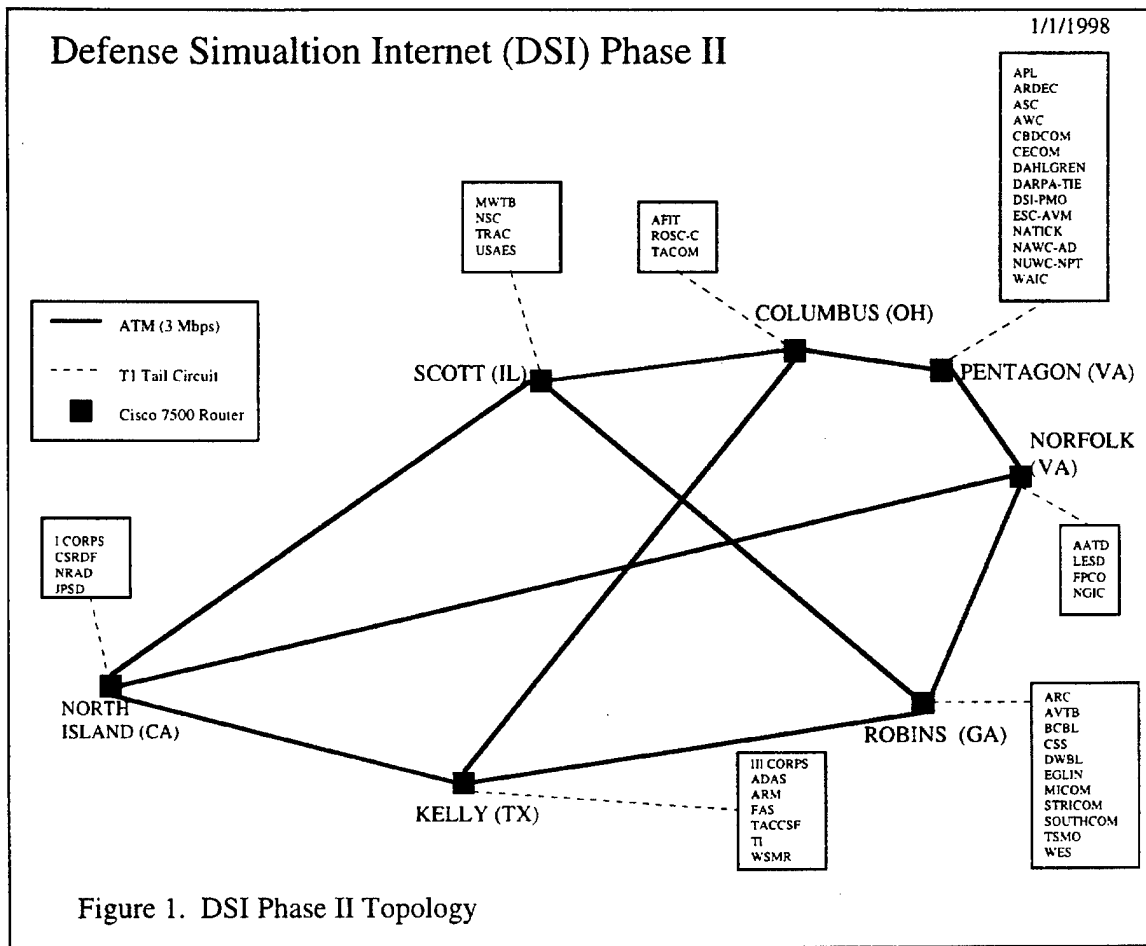 1/1/1998
Defense Simualtion Internet (DSI) Phase II
APL
ARDEC
ASC
AWC
CBDCOM
CECOM
DAHLGREN
DARPA-TIE
DSI-PMO
ESC-AVM
NATICK
NAWC-AD
NUWC-NPT
WAIC
MWTB
NSC
TRAC
USAES
AFIT
ROSC-C
TACOM
ATM (3 Mbps)
T1 Tail Circuit
Cisco 7500 Router
COLUMBUS (OH)
SCOTT (IL)
PENTAGON (VA)
NORFOLK
(VA)
I CORPS
CSRDF
NRAD
JPSD
AATD
LESD
FPCO
NGIC
NORTH
ISLAND (CA)
ROBINS (GA)
ARC
AVTB
BCBL
CSS
DWBL
EGLIN
MICOM
STRICOM
SOUTHCOM
TSMO
WES
KELLY (TX)
III CORPS
ADAS
ARM
FAS
TACCSF
TI
WSMR
Figure 1. DSI Phase II Topology